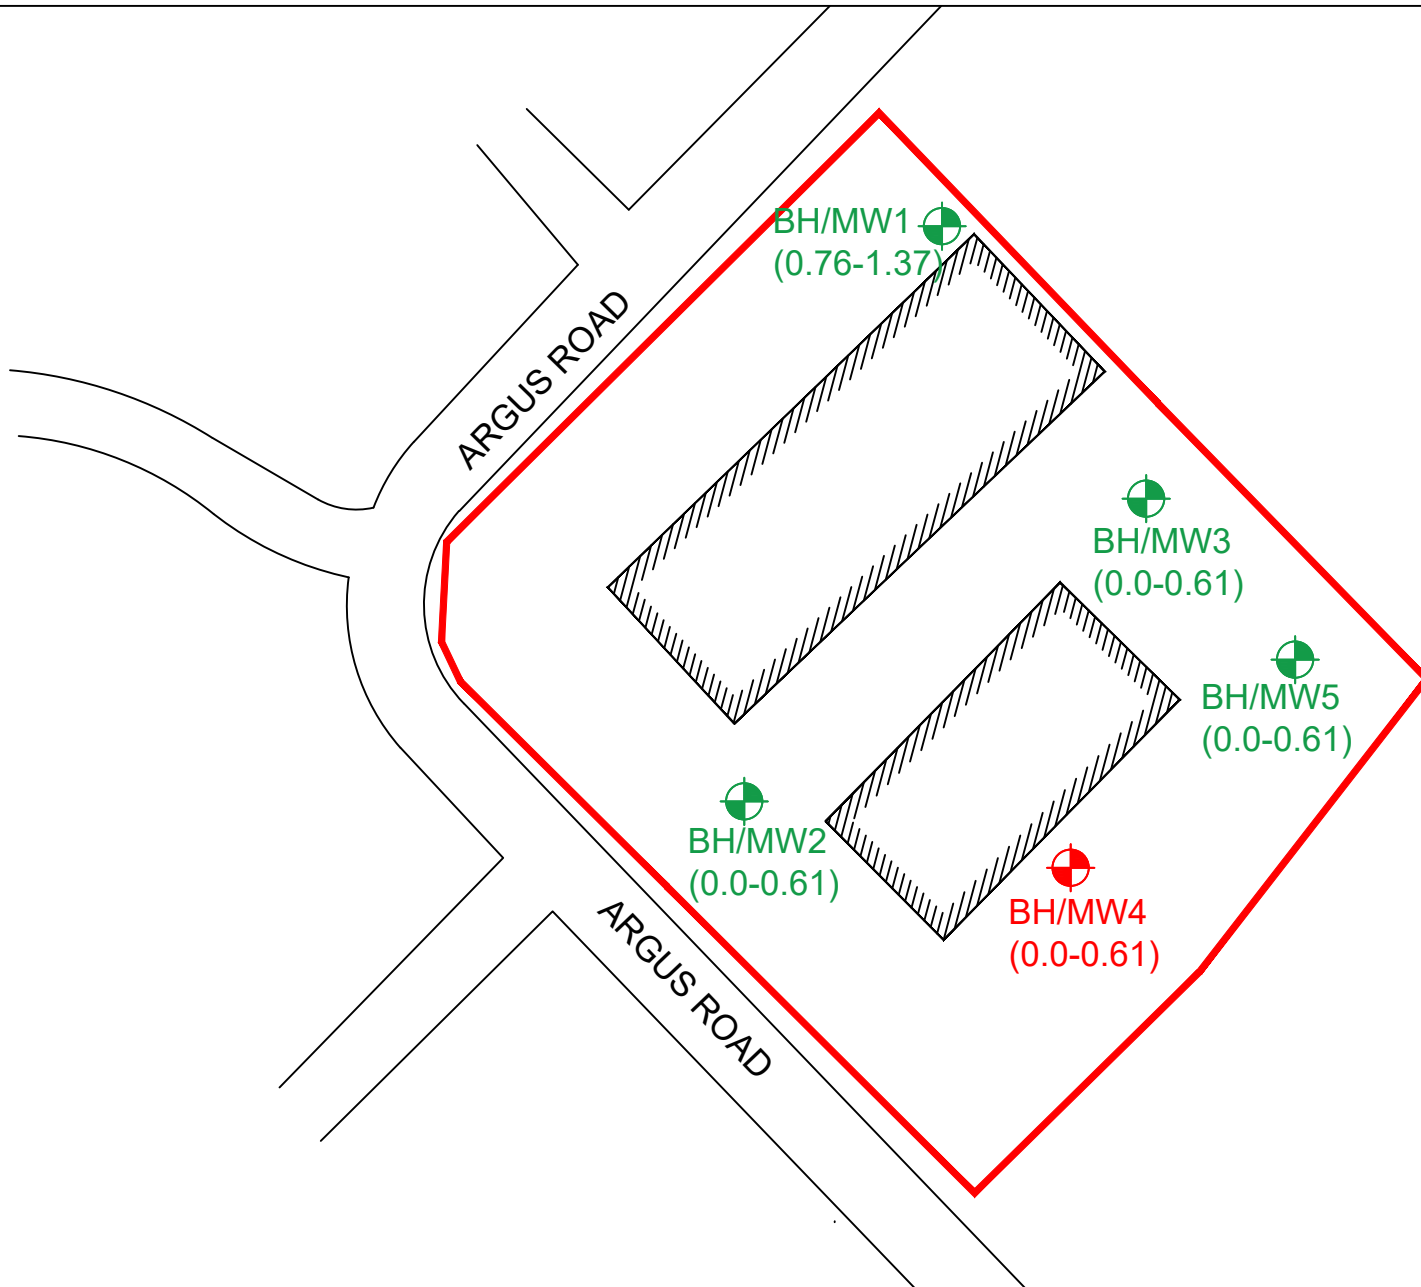 BH/MW1
(0.76-1.37)
ARGUS ROAD
BH/MW3
(0.0-0.61)
BH/MW5
(0.0-0.61)
BH/MW2
(0.0-0.61)
BH/MW4
(0.0-0.61)
ARGUS ROAD